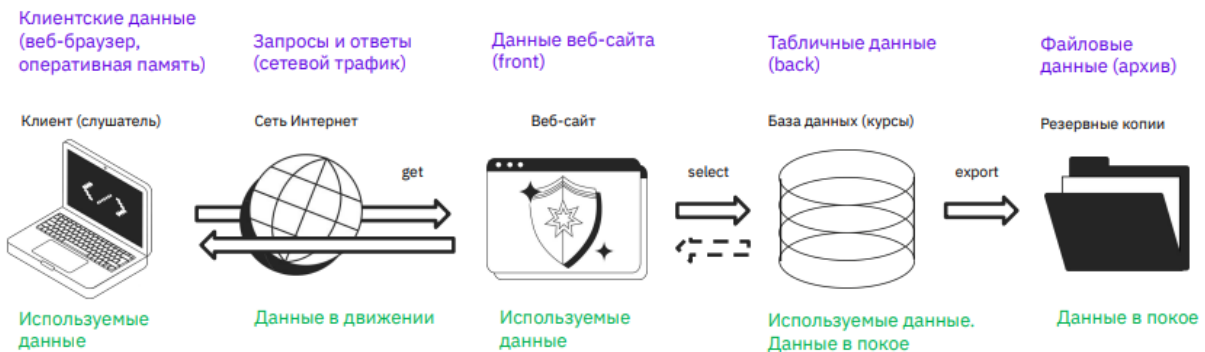 Клиентские данные
(веб-браузер,
оперативная память)
Запросы и ответы
(сетевой трафик)
Данные веб-сайта
(front)
Табличные данные
(back)
Файловые
данные (архив)
Клиент (слушатель)
Сеть Интернет
Веб-сайт
База данных (курсы)
Резервные копии
get
select
export
</>
Используемые
данные
Данные в движении
Используемые
данные
Используемые данные.
Данные в покое
Данные в покое